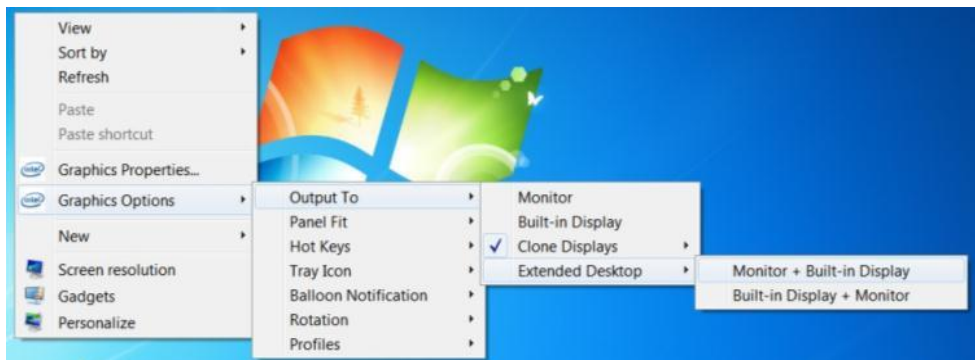 View
Sort by
Refresh
Paste
Paste shortcut
Graphics Properties...
Graphics Options
New
Screen resolution
Gadgets
Personalize
Output To
Panel Fit
Hot Keys
Tray Icon
Balloon Notification
Rotation
Profiles
Monitor
Built-in Display
Clone Displays
Extended Desktop
Monitor + Built-in Display
Built-in Display + Monitor